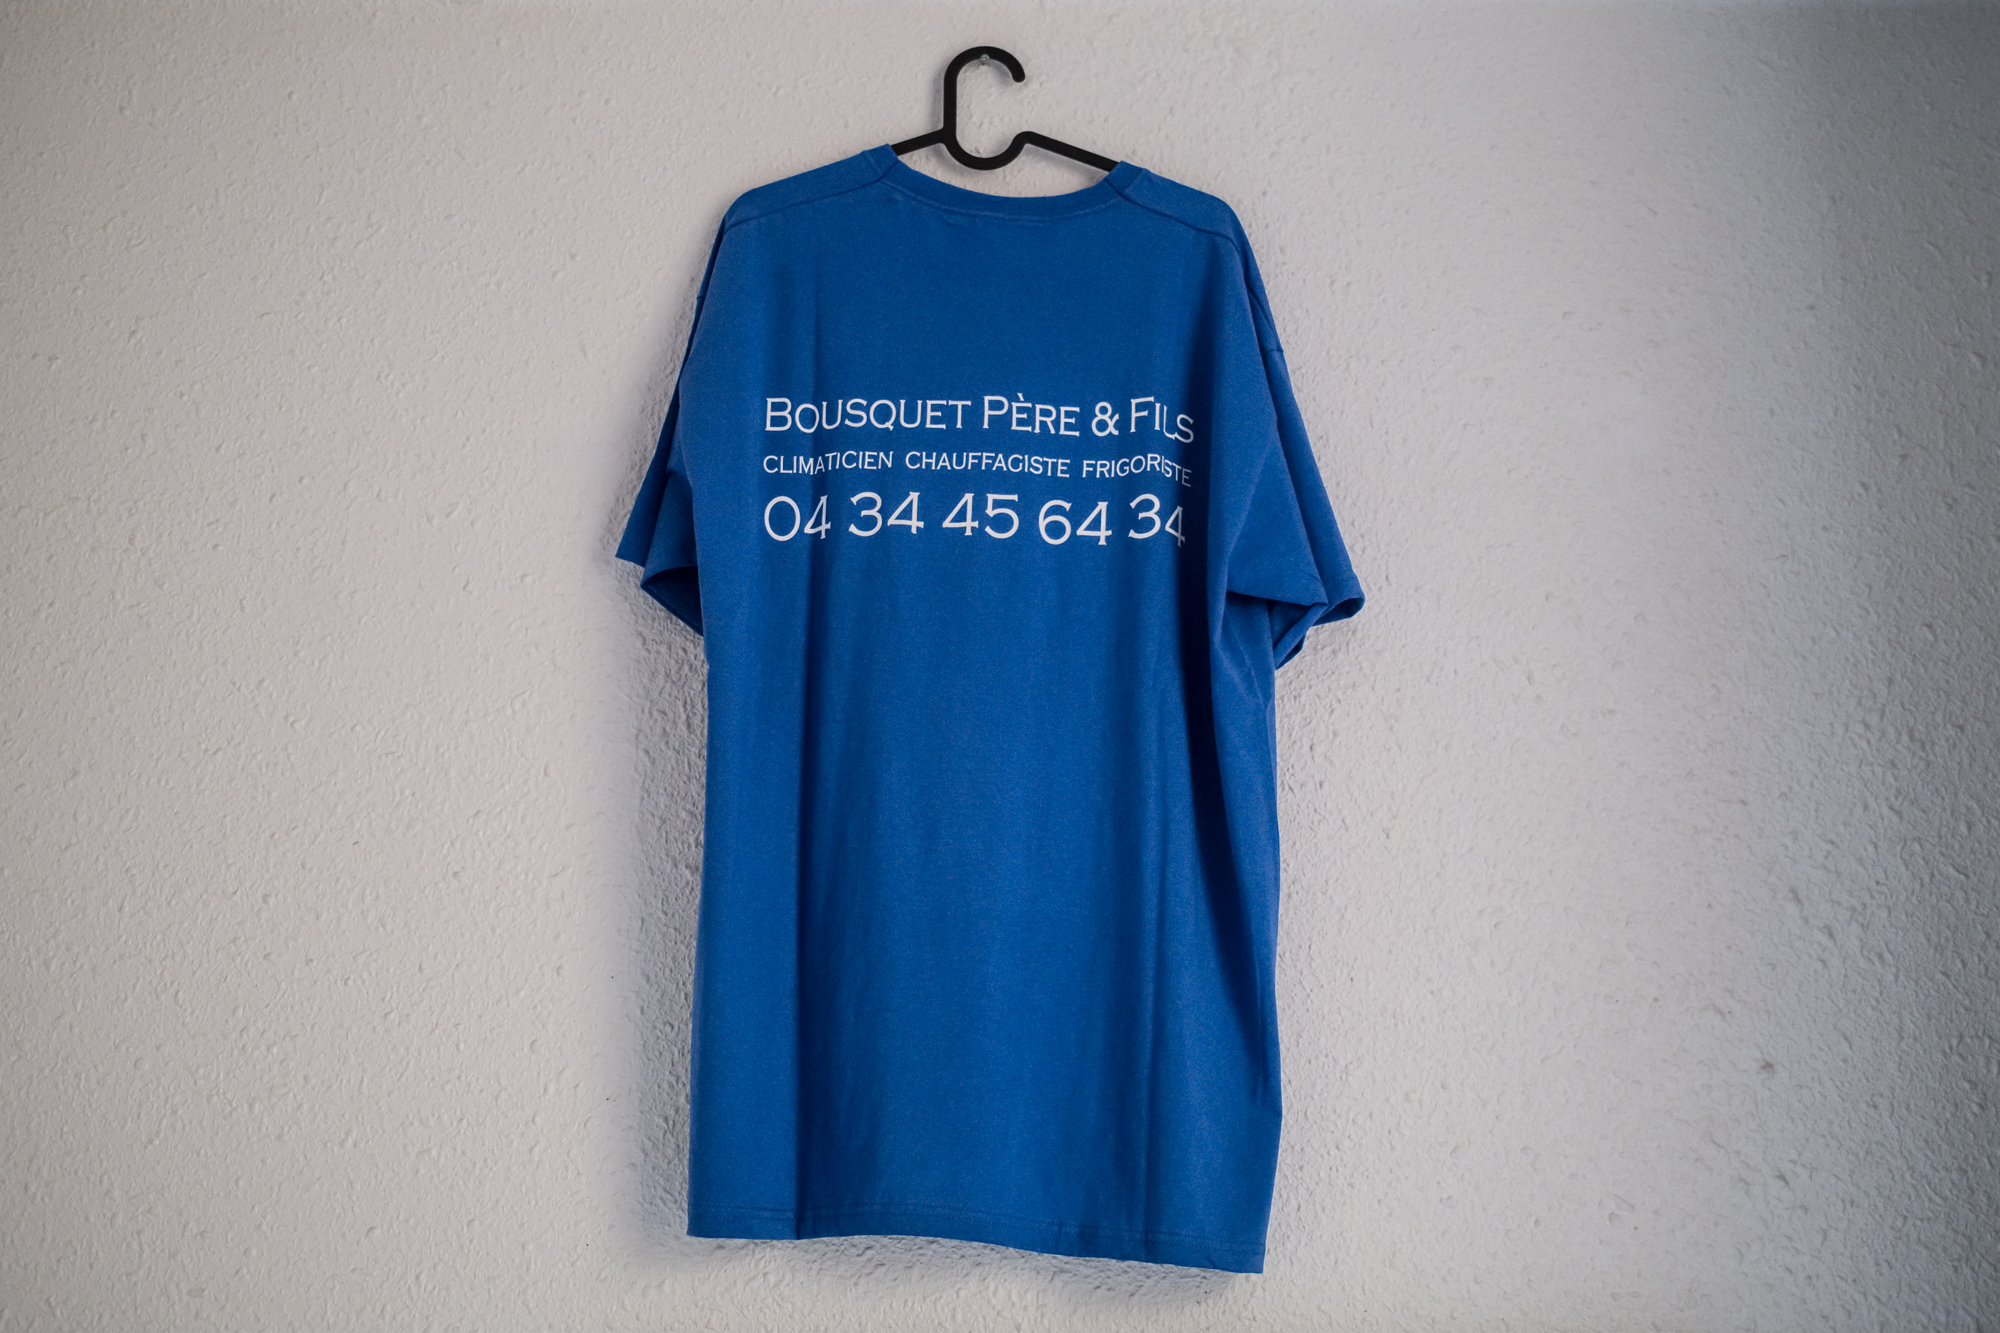 Bousquet Père & Fils
CLIMATICIEN CHAUFFAGISTE FRIGORISTE
04 34 45 64 34